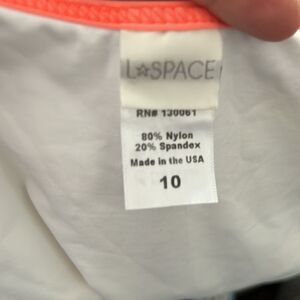 L☆SPACE
RN# 130061
80% Nylon
20% Spandex
Made in the USA
10